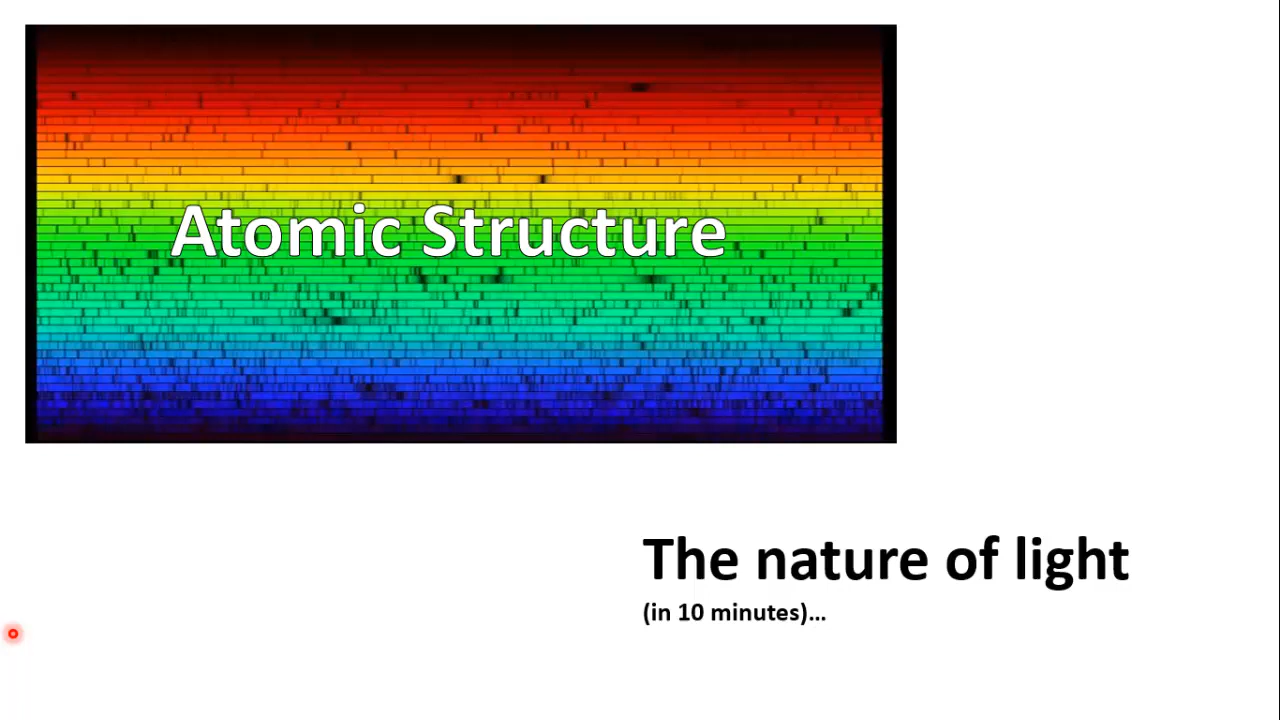 Atomic Structure
The nature of light
(in 10 minutes)...